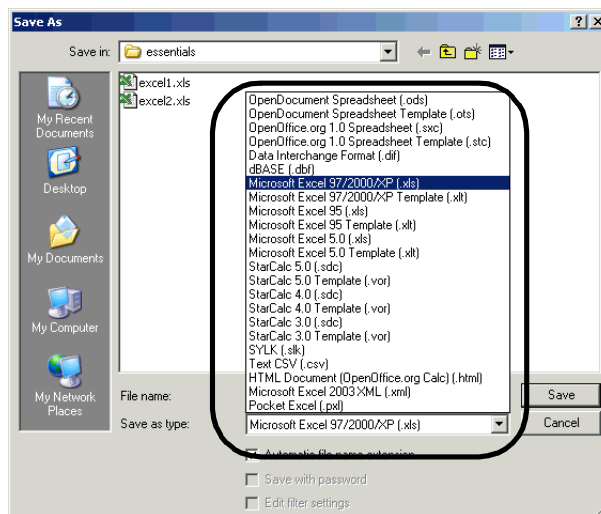 Save As
Save in: essentials
excel1.xls
excel2.xls
My Recent
Documents
Desktop
My Documents
My Computer
My Network
Places
OpenDocument Spreadsheet (.ods)
OpenDocument Spreadsheet Template (.ots)
OpenOffice.org 1.0 Spreadsheet (.sxc)
OpenOffice.org 1.0 Spreadsheet Template (.stc)
Data Interchange Format (.dif)
dBASE (.dbf)
Microsoft Excel 97/2000/XP (.xls)
Microsoft Excel 97/2000/XP Template (.xlt)
Microsoft Excel 95 (.xls)
Microsoft Excel 95 Template (.xlt)
Microsoft Excel 5.0 (.xls)
Microsoft Excel 5.0 Template (.xlt)
StarCalc 5.0 (.sdc)
StarCalc 5.0 Template (.vor)
StarCalc 4.0 (.sdc)
StarCalc 4.0 Template (.vor)
StarCalc 3.0 (.sdc)
StarCalc 3.0 Template (.vor)
SYLK (.slk)
Text CSV (.csv)
HTML Document (OpenOffice.org Calc) (.html)
Microsoft Excel 2003 XML (.xml)
Pocket Excel (.pxl)
File name: Save
Save as type: Microsoft Excel 97/2000/XP (.xls) Cancel
Automatic file name extension
Save with password
Edit filter settings